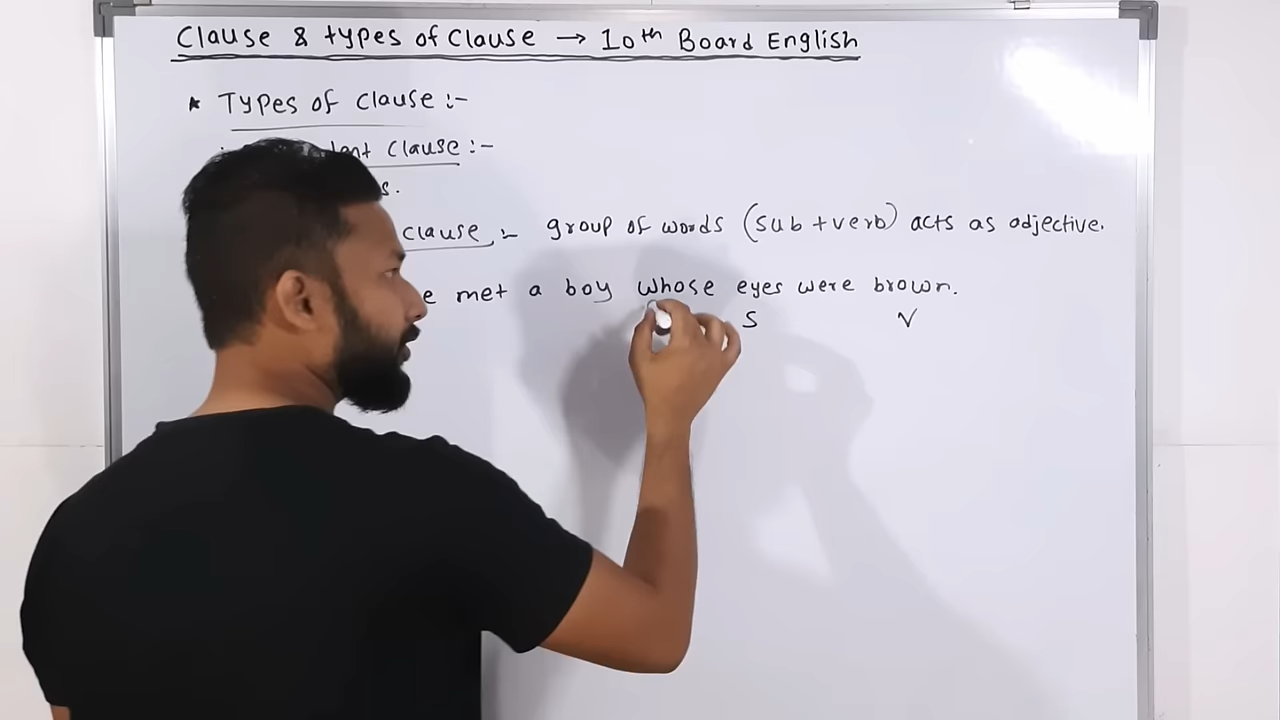 Clause & types of Clause → 10th Board English
* Types of Clause :-
Clause :-
clause :- group of words (sub + verb) acts as adjective.
met a boy whose eyes were brown.
S V